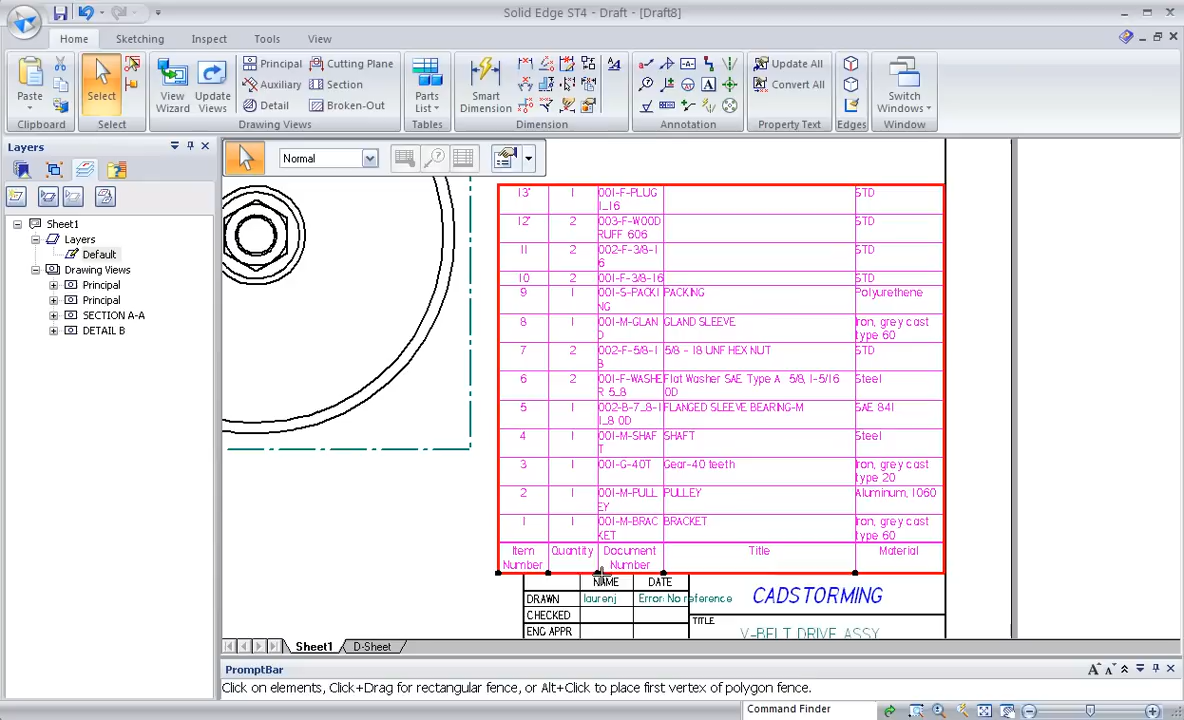 Solid Edge ST4 - Draft - [Draft8]
Home Sketching Inspect Tools View
Paste
Clipboard
Select
Select
View Wizard
Update Views
Principal
Auxiliary
Detail
Cutting Plane
Section
Broken-Out
Drawing Views
Parts List
Tables
Smart Dimension
Dimension
Annotation
Update All
Convert All
Property Text
Edges
Switch Windows
Window
Layers
Normal
Sheet1
Layers
Default
Drawing Views
Principal
Principal
SECTION A-A
DETAIL B
13* 1 001-F-PLUG 1_16 STD
12* 2 003-F-WOOD RUFF 606 STD
11 2 002-F-3/8-1 6 STD
10 2 001-F-3/8-16 STD
9 1 001-S-PACKI NG PACKING Polyurethene
8 1 001-M-GLAN D GLAND SLEEVE Iron, grey cast type 60
7 2 002-F-5/8-1 8 5/8 - 18 UNF HEX NUT STD
6 2 001-F-WASHE R 5_8 Flat Washer SAE Type A 5/8, 1-5/16 OD Steel
5 1 002-B-7_8-1 1_8 OD FLANGED SLEEVE BEARING-M SAE 841
4 1 001-M-SHAF T SHAFT Steel
3 1 001-G-40T Gear-40 teeth Iron, grey cast type 20
2 1 001-M-PULL EY PULLEY Aluminum, 1060
1 1 001-M-BRAC KET BRACKET Iron, grey cast type 60
Item Number Quantity Document Number Title Material
NAME DATE
DRAWN laurenj Error: No reference
CHECKED
ENG APPR
CADSTORMING
TITLE
V-BELT DRIVE ASSY
Sheet1 D-Sheet
PromptBar
Click on elements, Click+Drag for rectangular fence, or Alt+Click to place first vertex of polygon fence.
Command Finder